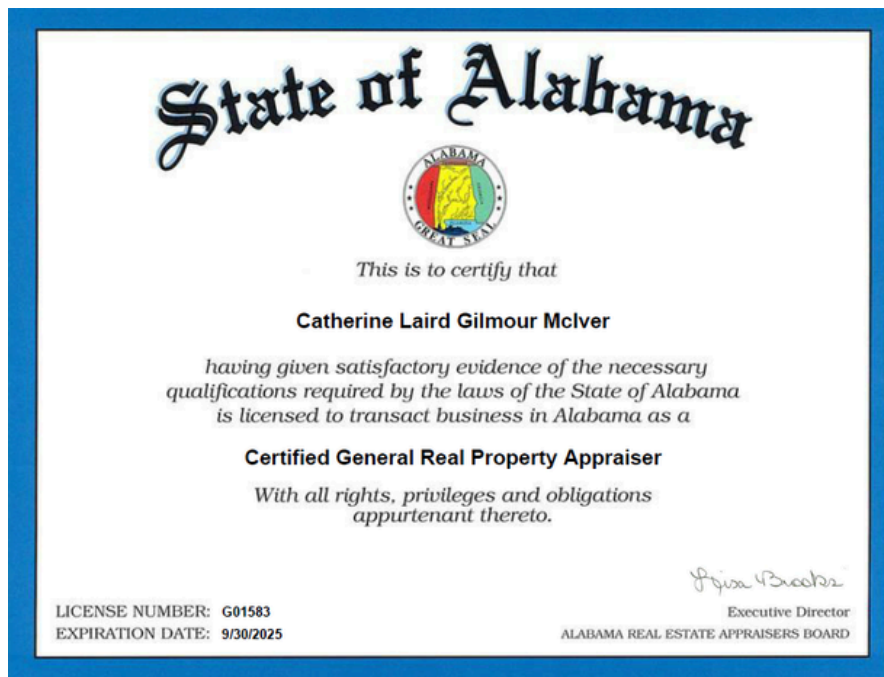 State of Alabama
ALABAMA
GREAT SEAL
This is to certify that
Catherine Laird Gilmour McIver
having given satisfactory evidence of the necessary
qualifications required by the laws of the State of Alabama
is licensed to transact business in Alabama as a
Certified General Real Property Appraiser
With all rights, privileges and obligations
appurtenant thereto.
Brooks
LICENSE NUMBER: G01583
Executive Director
EXPIRATION DATE: 9/30/2025
ALABAMA REAL ESTATE APPRAISERS BOARD